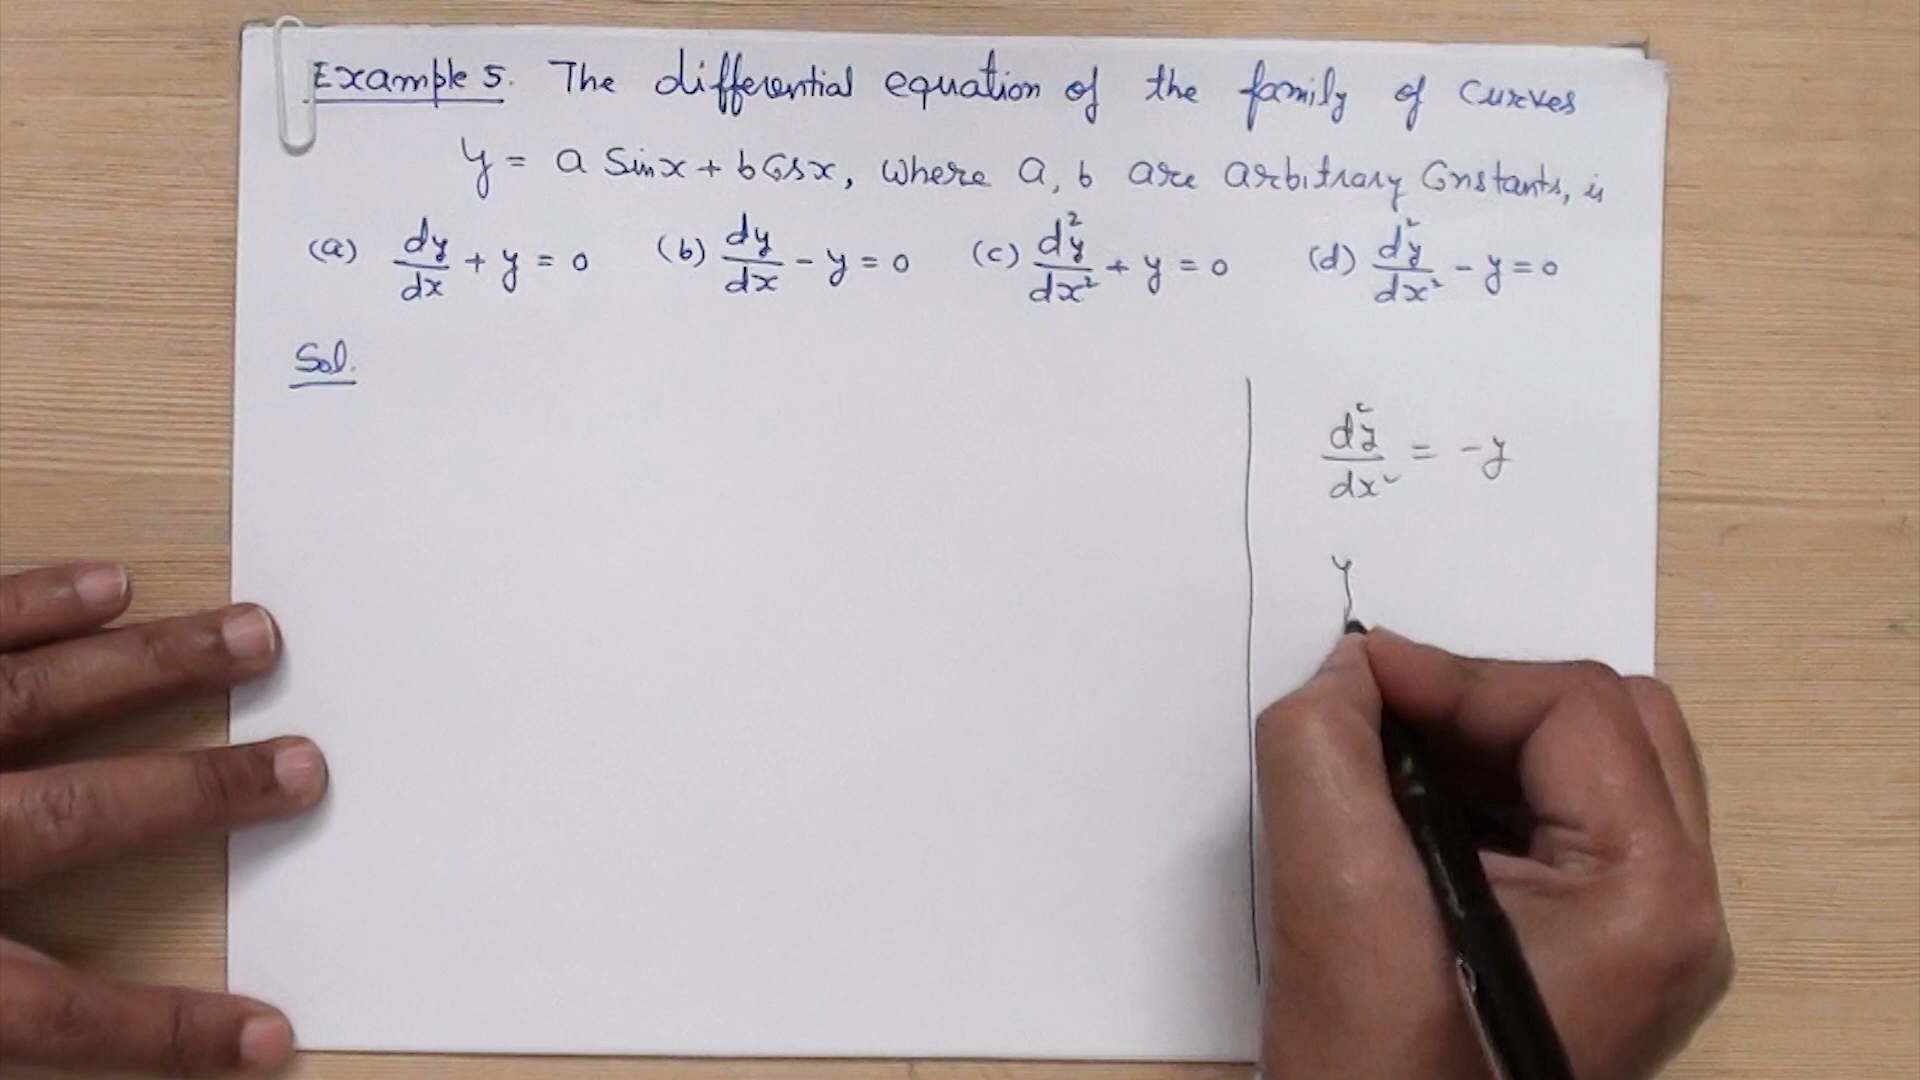 Example 5. The differential equation of the family of curves
y = a Sinx + b Cosx, where a, b are arbitrary Constants, is
(a) dy/dx + y = 0 (b) dy/dx - y = 0 (c) d²y/dx² + y = 0 (d) d²y/dx² - y = 0
Sol.
d²y/dx² = -y
y